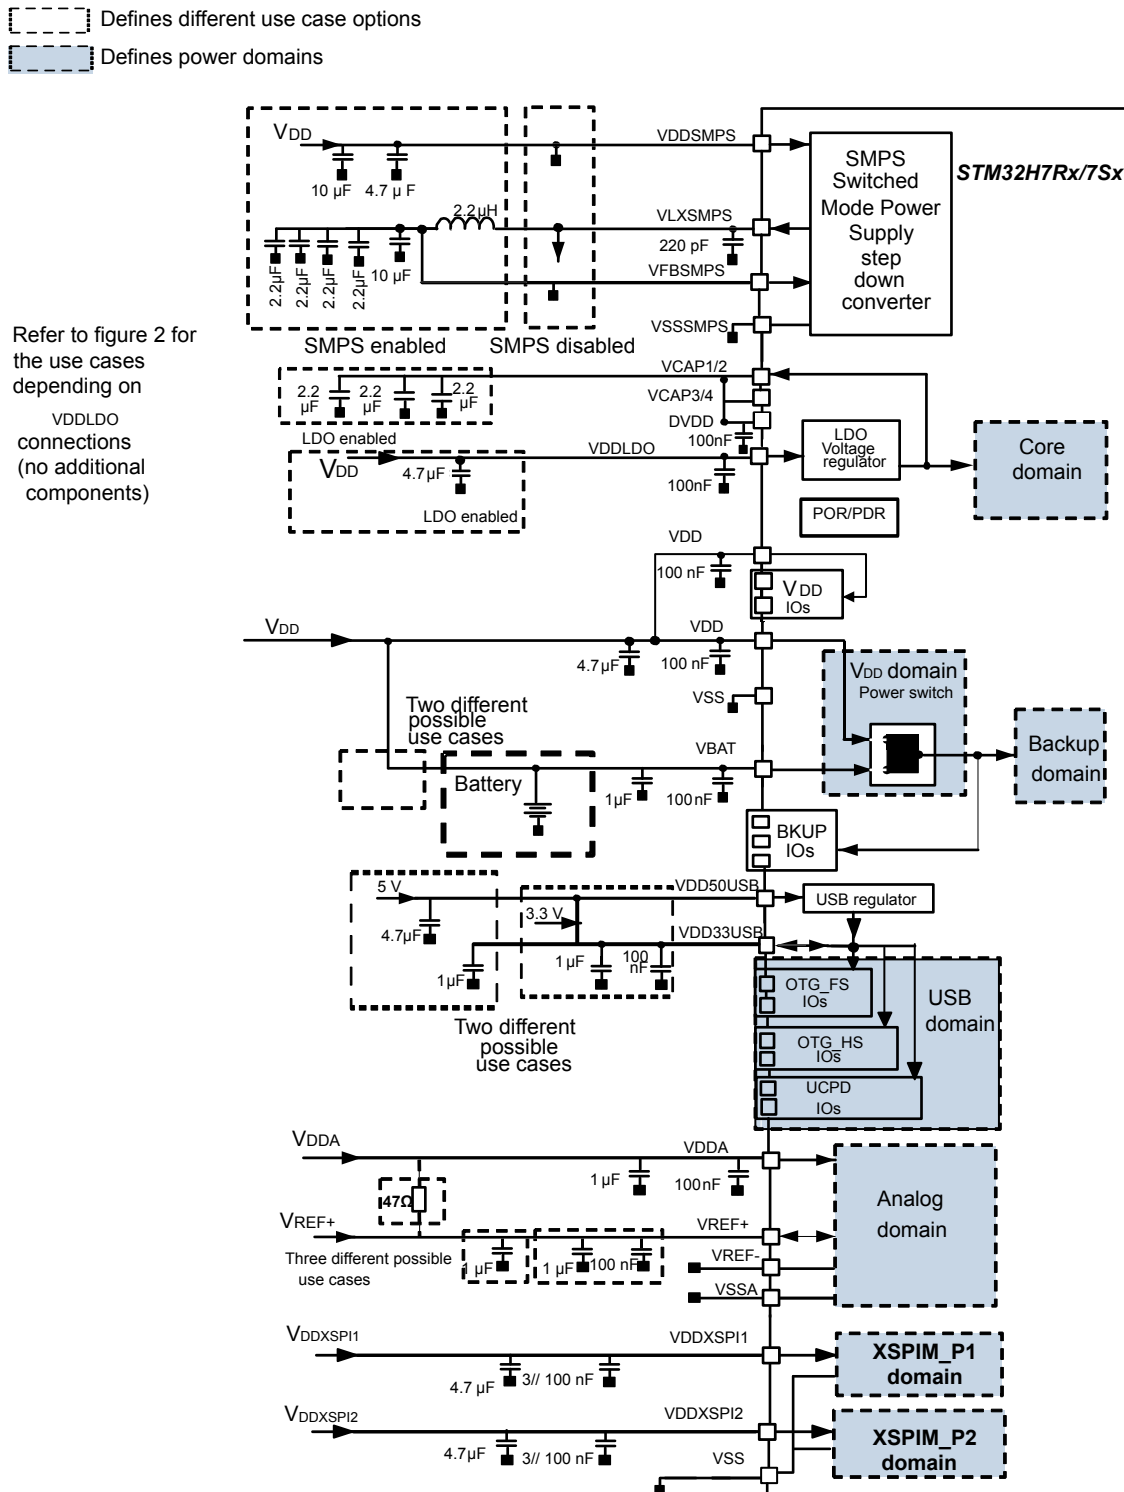 Defines different use case options
Defines power domains
VDD
VDDSMPS
10 µF
4.7 µ F
SMPS
Switched
Mode Power
Supply
step
down
converter
STM32H7Rx/7Sx
2.2µH
VLXSMPS
220 pF
2.2µF
2.2µF
2.2µF
2.2µF
10 µF
VFBSMPS
VSSSMPS
SMPS enabled
SMPS disabled
Refer to figure 2 for
the use cases
depending on
VDDLDO
connections
(no additional
components)
VCAP1/2
2.2
µF
2.2
µF
2.2
µF
VCAP3/4
DVDD
100nF
LDO enabled
VDD
4.7µF
VDDLDO
100nF
LDO enabled
LDO
Voltage
regulator
Core
domain
POR/PDR
VDD
100 nF
VDD
IOs
VDD
VDD
4.7µF
100 nF
VSS
VDD domain
Power switch
Two different
possible
use cases
VBAT
Battery
1µF
100nF
Backup
domain
BKUP
IOs
5 V
VDD50USB
USB regulator
3.3 V
4.7µF
VDD33USB
1µF
1µF
100
nF
OTG_FS
IOs
USB
domain
Two different
possible
use cases
OTG_HS
IOs
UCPD
IOs
VDDA
VDDA
1 µF
100nF
47Ω
Analog
domain
VREF+
VREF+
Three different possible
use cases
1 µF
1 µF
100 nF
VREF-
VSSA
VDDXSPI1
VDDXSPI1
4.7 µF
3// 100 nF
XSPIM_P1
domain
VDDXSPI2
VDDXSPI2
4.7µF
3// 100 nF
XSPIM_P2
domain
VSS